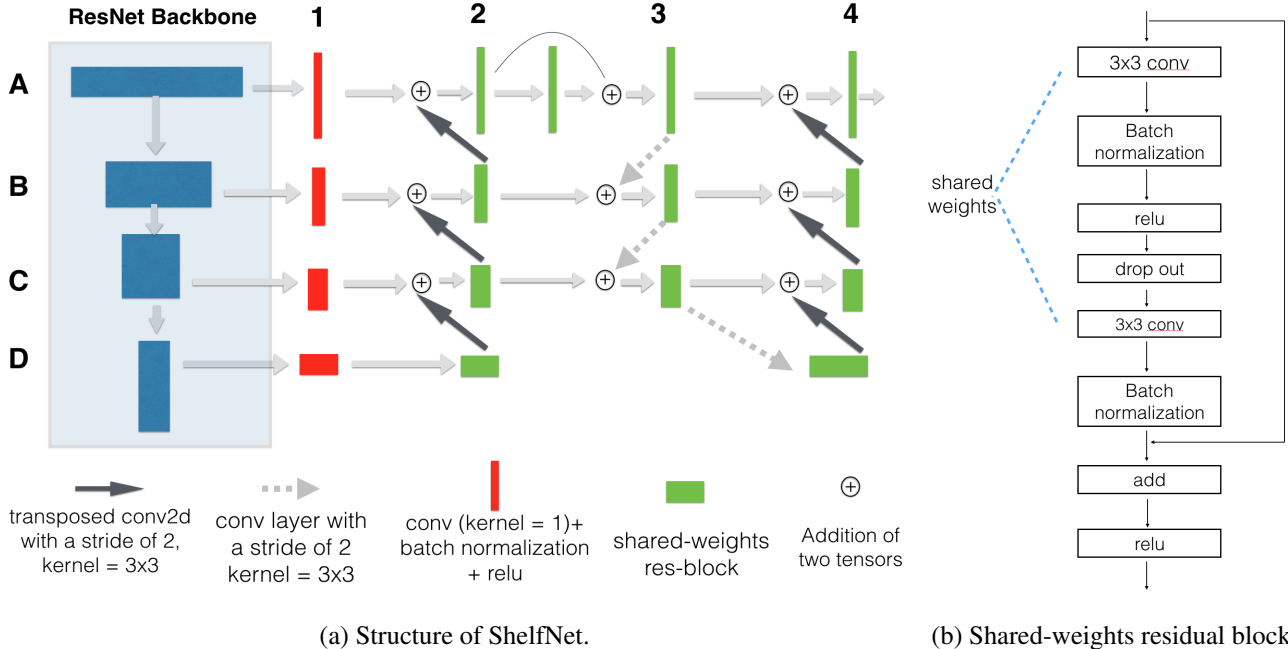 ResNet Backbone
1
2
3
4
A
B
C
D
transposed conv2d
with a stride of 2,
kernel = 3x3
conv layer with
a stride of 2
kernel = 3x3
conv (kernel = 1)+
batch normalization
+ relu
shared-weights
res-block
Addition of
two tensors
(a) Structure of ShelfNet.
3x3 conv
Batch
normalization
shared
weights
relu
drop out
3x3 conv
Batch
normalization
add
relu
(b) Shared-weights residual block